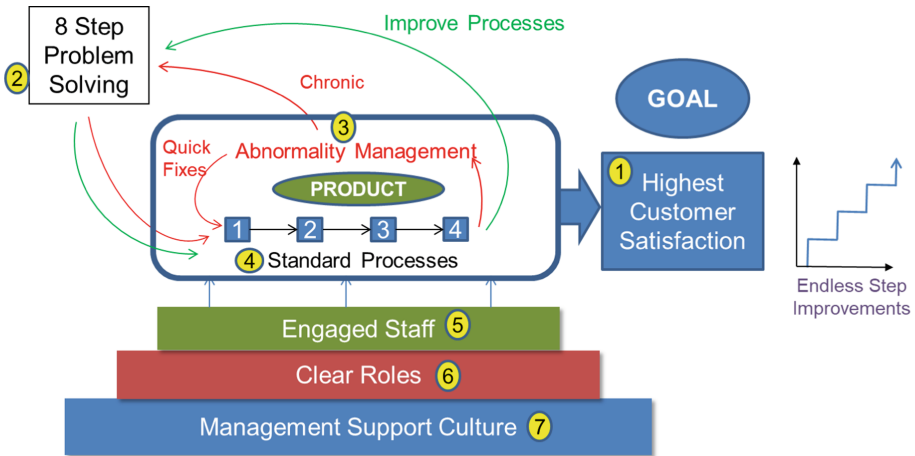 8 Step
Problem
Solving
2
Improve Processes
Chronic
3
Quick
Fixes
Abnormality Management
PRODUCT
1 2 3 4
4 Standard Processes
GOAL
1 Highest
Customer
Satisfaction
Endless Step
Improvements
Engaged Staff 5
Clear Roles 6
Management Support Culture 7